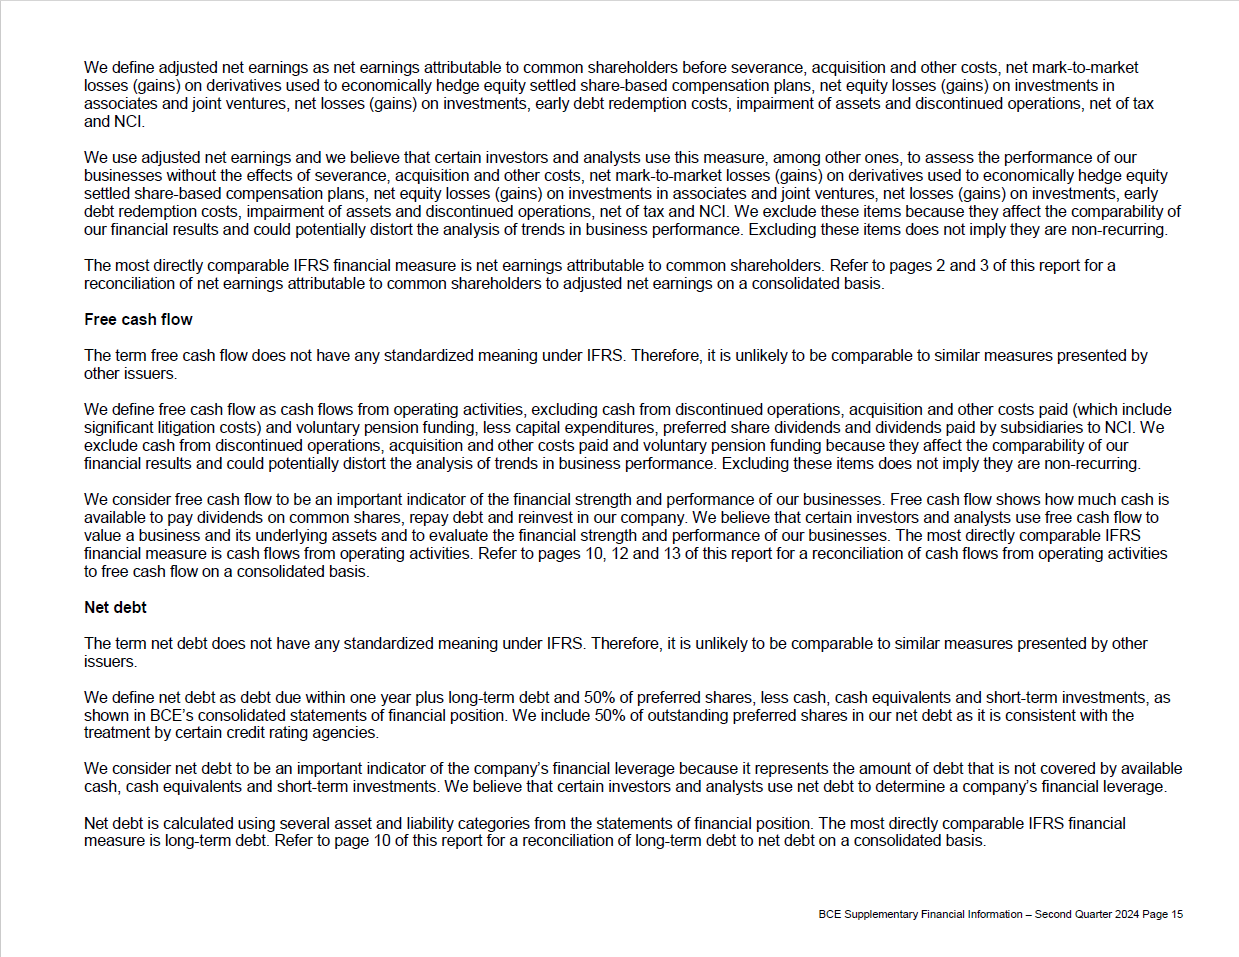 We define adjusted net earnings as net earnings attributable to common shareholders before severance, acquisition and other costs, net mark-to-market
losses (gains) on derivatives used to economically hedge equity settled share-based compensation plans, net equity losses (gains) on investments in
associates and joint ventures, net losses (gains) on investments, early debt redemption costs, impairment of assets and discontinued operations, net of tax
and NCI.
We use adjusted net earnings and we believe that certain investors and analysts use this measure, among other ones, to assess the performance of our
businesses without the effects of severance, acquisition and other costs, net mark-to-market losses (gains) on derivatives used to economically hedge equity
settled share-based compensation plans, net equity losses (gains) on investments in associates and joint ventures, net losses (gains) on investments, early
debt redemption costs, impairment of assets and discontinued operations, net of tax and NCI. We exclude these items because they affect the comparability of
our financial results and could potentially distort the analysis of trends in business performance. Excluding these items does not imply they are non-recurring.
The most directly comparable IFRS financial measure is net earnings attributable to common shareholders. Refer to pages 2 and 3 of this report for a
reconciliation of net earnings attributable to common shareholders to adjusted net earnings on a consolidated basis.
Free cash flow
The term free cash flow does not have any standardized meaning under IFRS. Therefore, it is unlikely to be comparable to similar measures presented by
other issuers.
We define free cash flow as cash flows from operating activities, excluding cash from discontinued operations, acquisition and other costs paid (which include
significant litigation costs) and voluntary pension funding, less capital expenditures, preferred share dividends and dividends paid by subsidiaries to NCI. We
exclude cash from discontinued operations, acquisition and other costs paid and voluntary pension funding because they affect the comparability of our
financial results and could potentially distort the analysis of trends in business performance. Excluding these items does not imply they are non-recurring.
We consider free cash flow to be an important indicator of the financial strength and performance of our businesses. Free cash flow shows how much cash is
available to pay dividends on common shares, repay debt and reinvest in our company. We believe that certain investors and analysts use free cash flow to
value a business and its underlying assets and to evaluate the financial strength and performance of our businesses. The most directly comparable IFRS
financial measure is cash flows from operating activities. Refer to pages 10, 12 and 13 of this report for a reconciliation of cash flows from operating activities
to free cash flow on a consolidated basis.
Net debt
The term net debt does not have any standardized meaning under IFRS. Therefore, it is unlikely to be comparable to similar measures presented by other
issuers.
We define net debt as debt due within one year plus long-term debt and 50% of preferred shares, less cash, cash equivalents and short-term investments, as
shown in BCE’s consolidated statements of financial position. We include 50% of outstanding preferred shares in our net debt as it is consistent with the
treatment by certain credit rating agencies.
We consider net debt to be an important indicator of the company’s financial leverage because it represents the amount of debt that is not covered by available
cash, cash equivalents and short-term investments. We believe that certain investors and analysts use net debt to determine a company’s financial leverage.
Net debt is calculated using several asset and liability categories from the statements of financial position. The most directly comparable IFRS financial
measure is long-term debt. Refer to page 10 of this report for a reconciliation of long-term debt to net debt on a consolidated basis.
BCE Supplementary Financial Information – Second Quarter 2024 Page 15